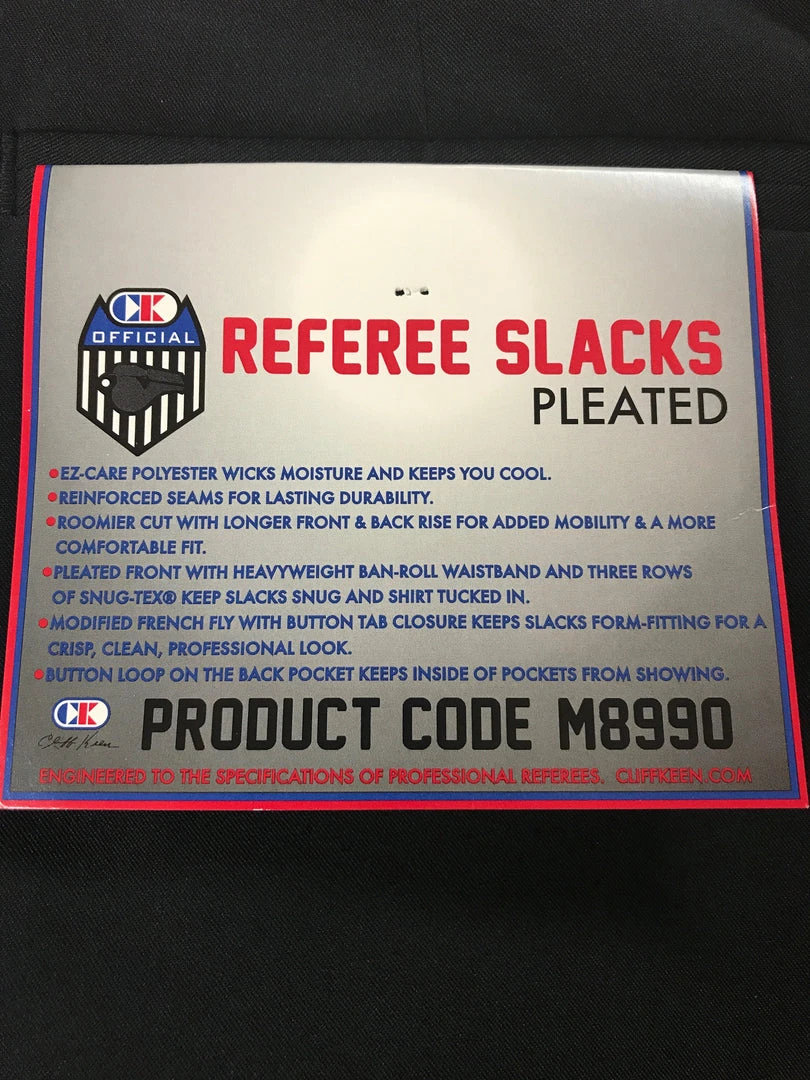 CK
OFFICIAL
REFEREE SLACKS
PLEATED
•EZ-CARE POLYESTER WICKS MOISTURE AND KEEPS YOU COOL.
•REINFORCED SEAMS FOR LASTING DURABILITY.
•ROOMIER CUT WITH LONGER FRONT & BACK RISE FOR ADDED MOBILITY & A MORE
COMFORTABLE FIT.
•PLEATED FRONT WITH HEAVYWEIGHT BAN-ROLL WAISTBAND AND THREE ROWS
OF SNUG-TEX® KEEP SLACKS SNUG AND SHIRT TUCKED IN.
•MODIFIED FRENCH FLY WITH BUTTON TAB CLOSURE KEEPS SLACKS FORM-FITTING FOR A
CRISP, CLEAN, PROFESSIONAL LOOK.
•BUTTON LOOP ON THE BACK POCKET KEEPS INSIDE OF POCKETS FROM SHOWING.
CK
Cliff Keen
PRODUCT CODE M8990
ENGINEERED TO THE SPECIFICATIONS OF PROFESSIONAL REFEREES. CLIFFKEEN.COM